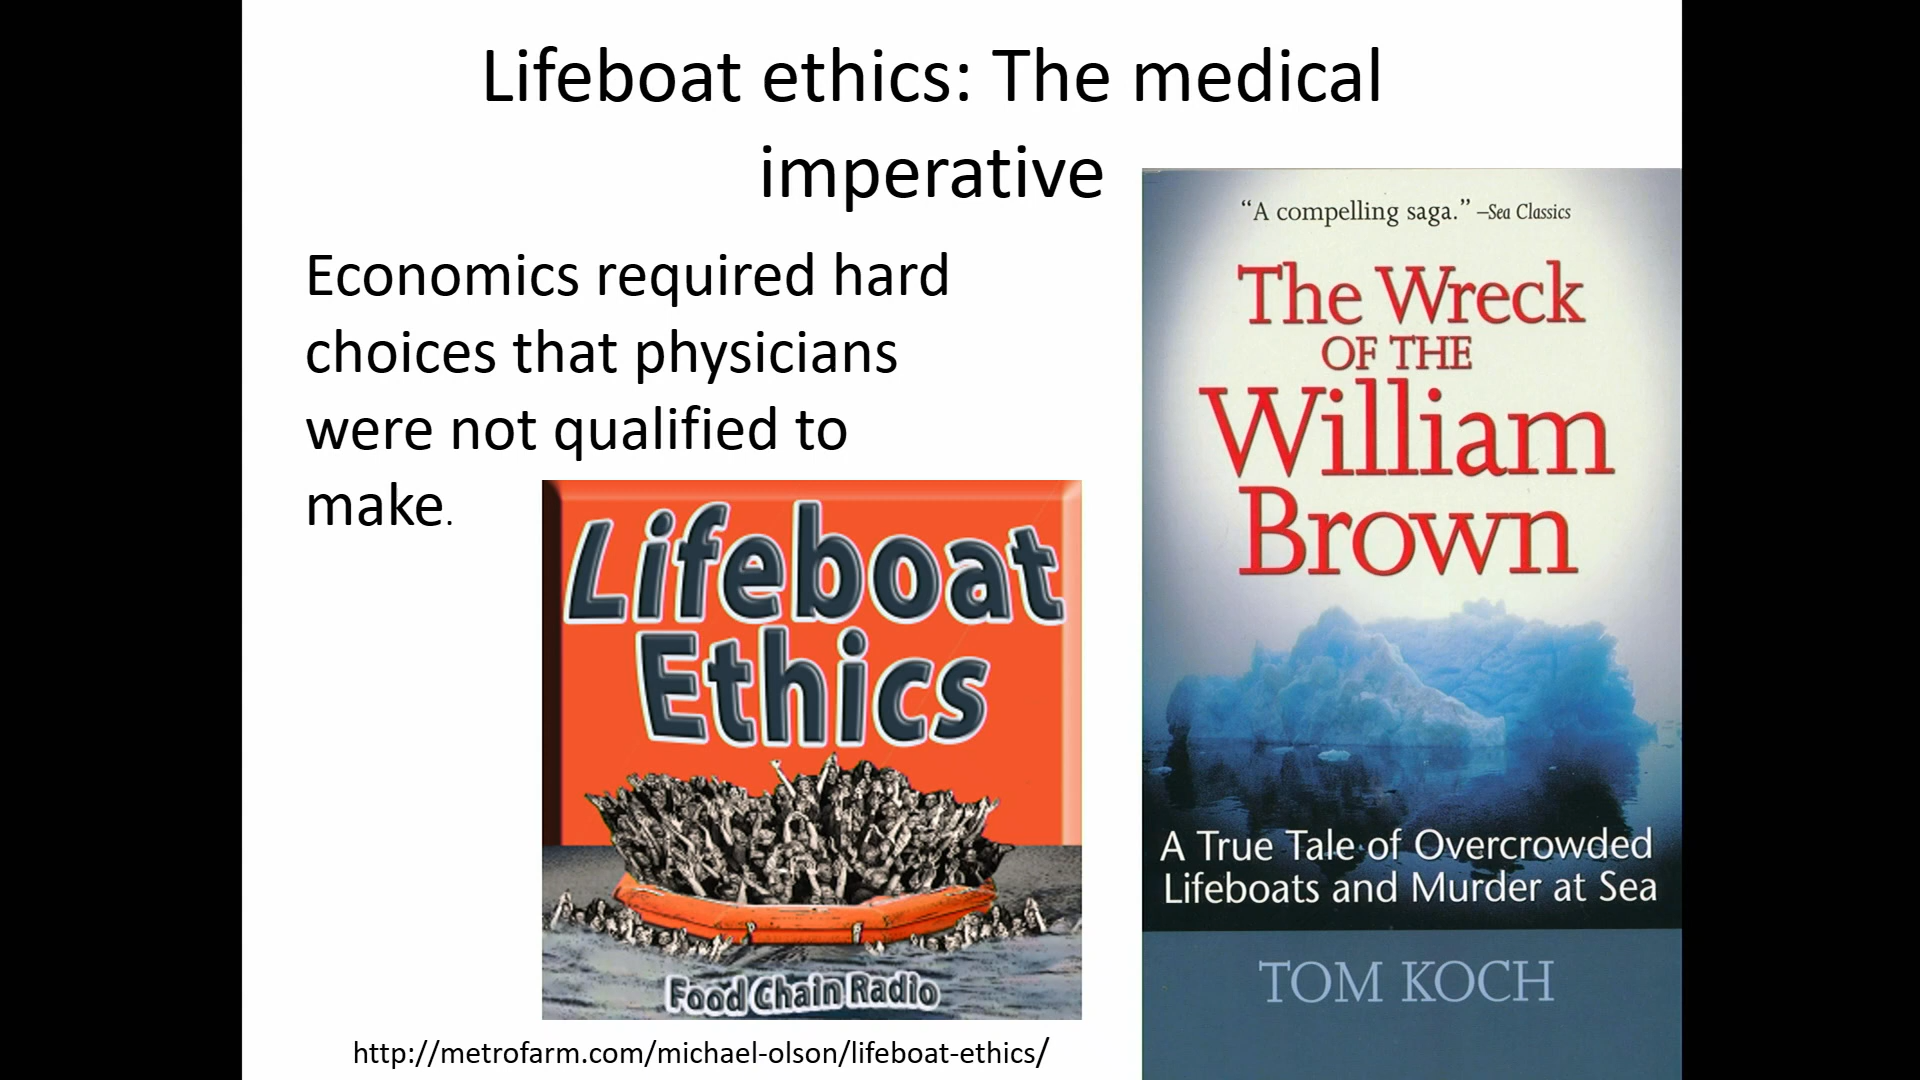 Lifeboat ethics: The medical
imperative
Economics required hard
choices that physicians
were not qualified to
make.
Lifeboat
Ethics
Food Chain Radio
http://metrofarm.com/michael-olson/lifeboat-ethics/
“A compelling saga.” –Sea Classics
The Wreck
OF THE
William
Brown
A True Tale of Overcrowded
Lifeboats and Murder at Sea
TOM KOCH